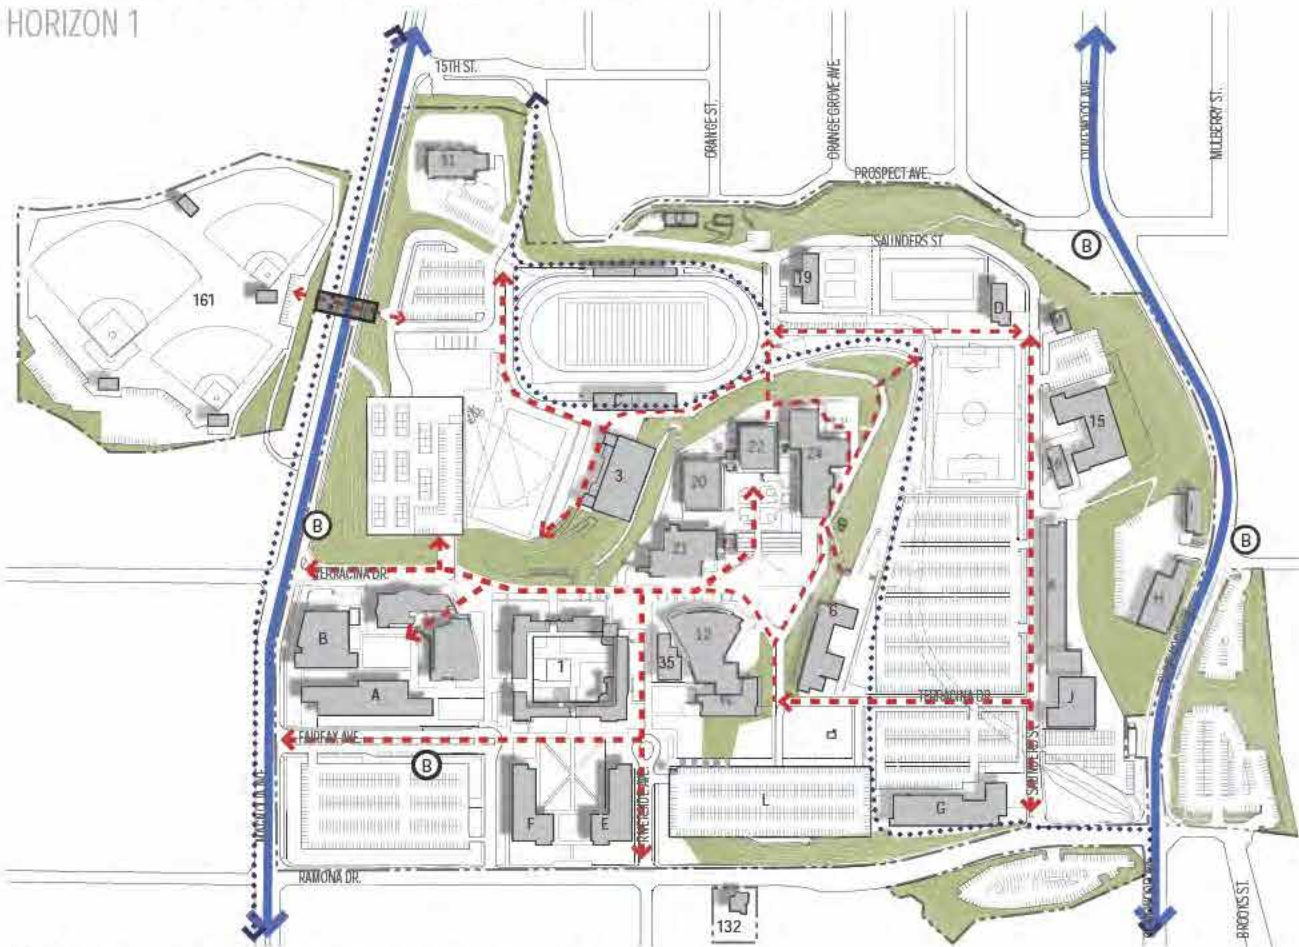 HORIZON 1
15TH ST.
ORANGE ST.
ORANGE GROVE AVE.
MULBERRY ST.
PROSPECT AVE.
51
SAUNDERS ST
B
161
19
D
15
3
22
24
20
B
B
21
9
TERRACINA DR.
H
B
6
12
35
1
A
TERRACINA DR.
J
FAIRFAX AVE.
B
L
G
F
E
RAMONA DR.
132
BROOKS ST.